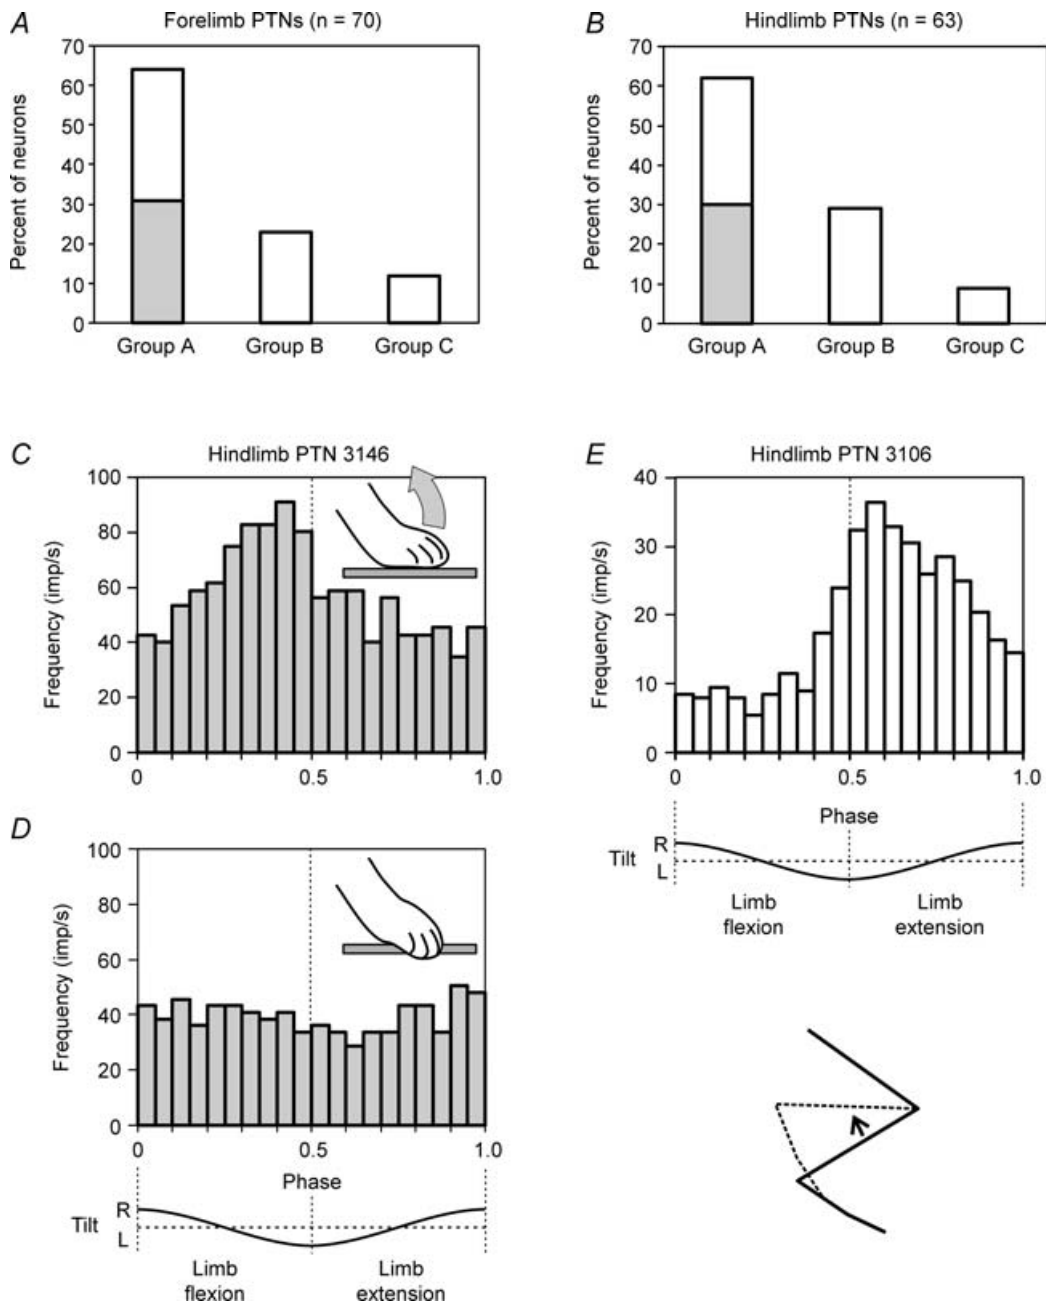 A
Forelimb PTNs (n = 70)
Percent of neurons
70
60
50
40
30
20
10
0
Group A
Group B
Group C
B
Hindlimb PTNs (n = 63)
Percent of neurons
70
60
50
40
30
20
10
0
Group A
Group B
Group C
C
Hindlimb PTN 3146
Frequency (imp/s)
100
80
60
40
20
0
0
0.5
1.0
E
Hindlimb PTN 3106
Frequency (imp/s)
40
30
20
10
0
0
0.5
1.0
Phase
Tilt
R
L
Limb
flexion
Limb
extension
D
Frequency (imp/s)
100
80
60
40
20
0
0
0.5
1.0
Phase
Tilt
R
L
Limb
flexion
Limb
extension